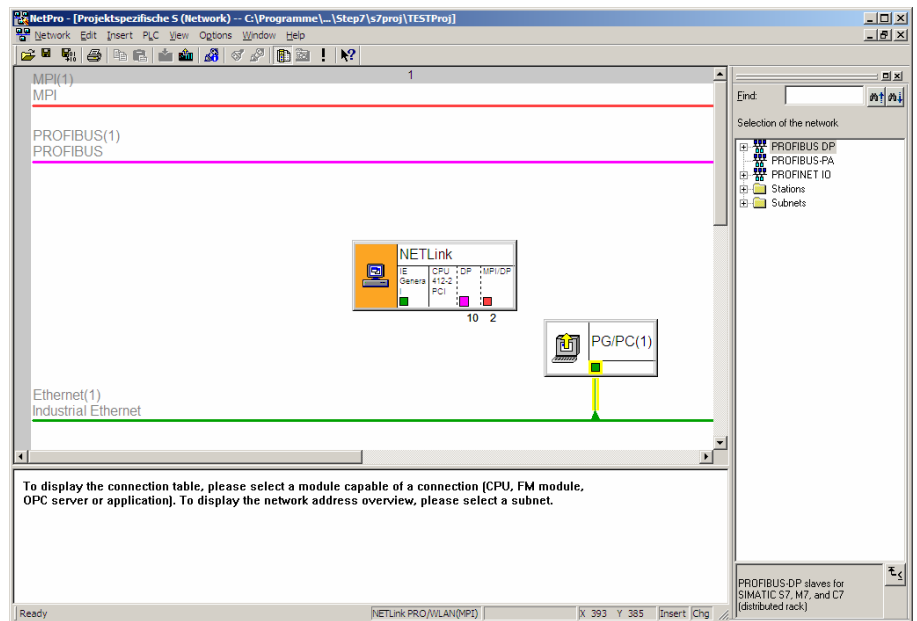 NetPro - [Projektspezifische S (Network) -- C:\Programme\...\Step7\s7proj\TESTProj]
Network Edit Insert PLC View Options Window Help
1
MPI(1)
MPI
PROFIBUS(1)
PROFIBUS
NETLink
IE Genera l
CPU 412-2 PCI
DP
MPI/DP
10 2
PG/PC(1)
Ethernet(1)
Industrial Ethernet
To display the connection table, please select a module capable of a connection (CPU, FM module,
OPC server or application). To display the network address overview, please select a subnet.
Find:
Selection of the network
PROFIBUS DP
PROFIBUS-PA
PROFINET IO
Stations
Subnets
PROFIBUS-DP slaves for
SIMATIC S7, M7, and C7
(distributed rack)
Ready
NETLink PRO/WLAN(MPI)
X 393 Y 385
Insert
Chg